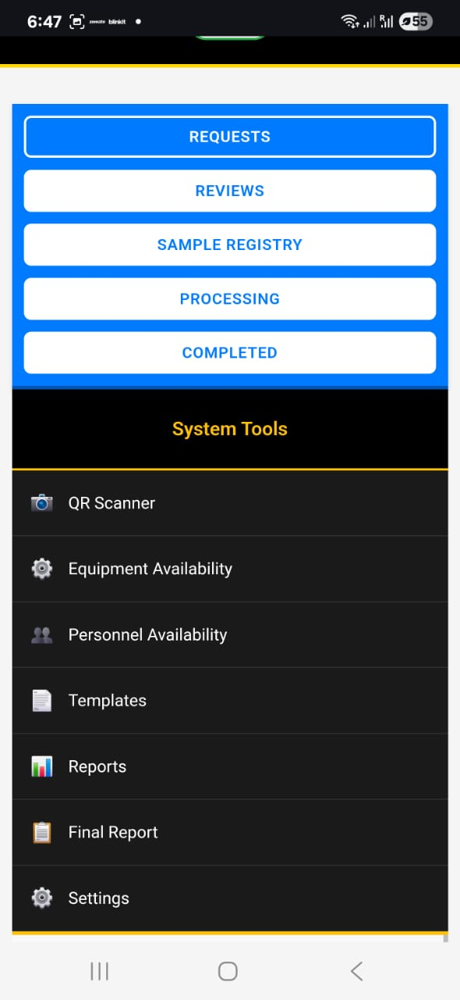 6:47 zomato blinkit R 55
REQUESTS
REVIEWS
SAMPLE REGISTRY
PROCESSING
COMPLETED
System Tools
QR Scanner
Equipment Availability
Personnel Availability
Templates
Reports
Final Report
Settings